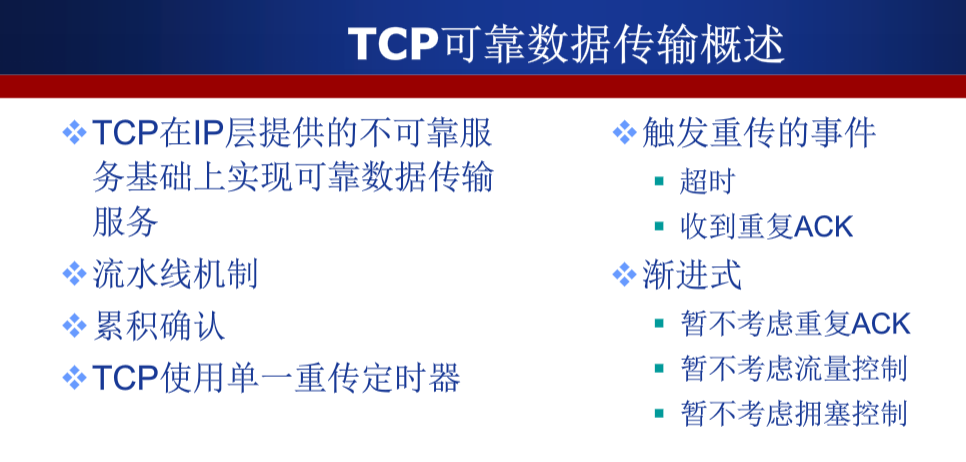 TCP可靠数据传输概述
TCP在IP层提供的不可靠服
务基础上实现可靠数据传输
服务
流水线机制
累积确认
TCP使用单一重传定时器
触发重传的事件
超时
收到重复ACK
渐进式
暂不考虑重复ACK
暂不考虑流量控制
暂不考虑拥塞控制